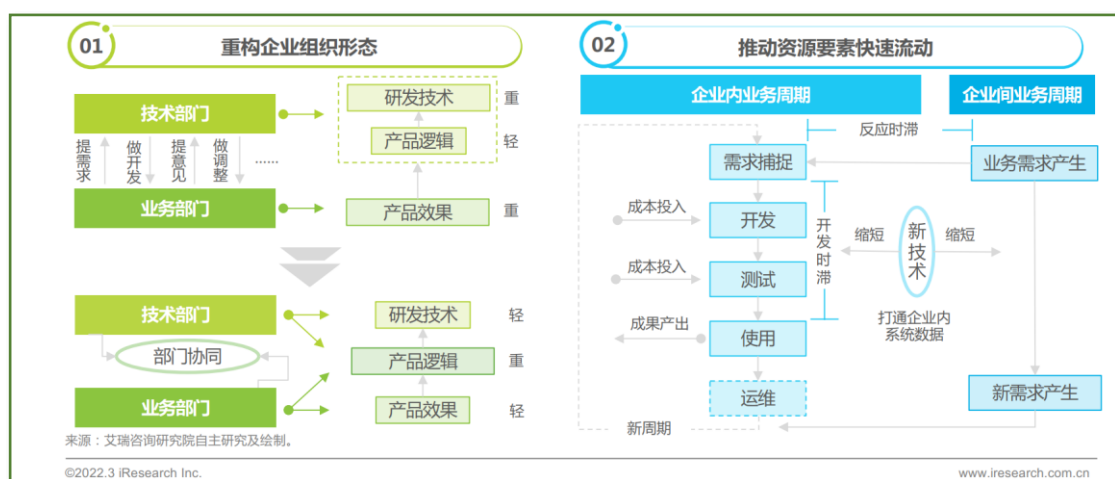 01
重构企业组织形态
技术部门
提需求
做开发
提意见
做调整
……
业务部门
研发技术
重
产品逻辑
轻
产品效果
重
技术部门
部门协同
业务部门
研发技术
轻
产品逻辑
重
产品效果
轻
02
推动资源要素快速流动
企业内业务周期
企业间业务周期
反应时滞
需求捕捉
业务需求产生
成本投入
开发
开发时滞
缩短
新技术
缩短
成本投入
测试
打通企业内
系统数据
成果产出
使用
运维
新需求产生
新周期
来源：艾瑞咨询研究院自主研究及绘制。
©2022.3 iResearch Inc.
www.iresearch.com.cn